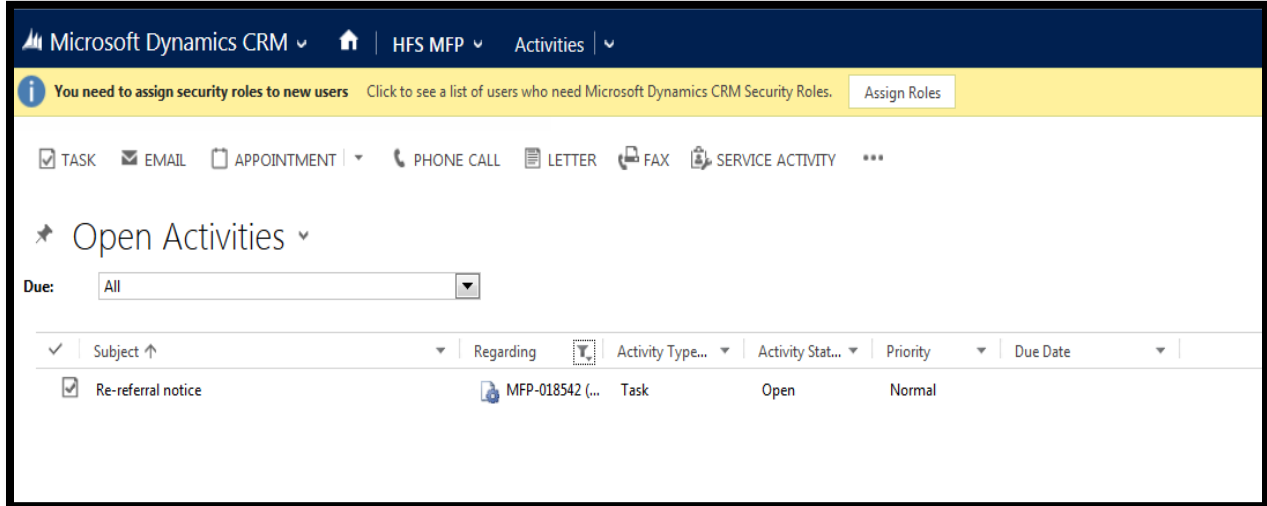 Microsoft Dynamics CRM HFS MFP Activities
You need to assign security roles to new users Click to see a list of users who need Microsoft Dynamics CRM Security Roles. Assign Roles
TASK EMAIL APPOINTMENT PHONE CALL LETTER FAX SERVICE ACTIVITY ...
Open Activities
Due: All
Subject Regarding Activity Type... Activity Stat... Priority Due Date
Re-referral notice MFP-018542 (... Task Open Normal